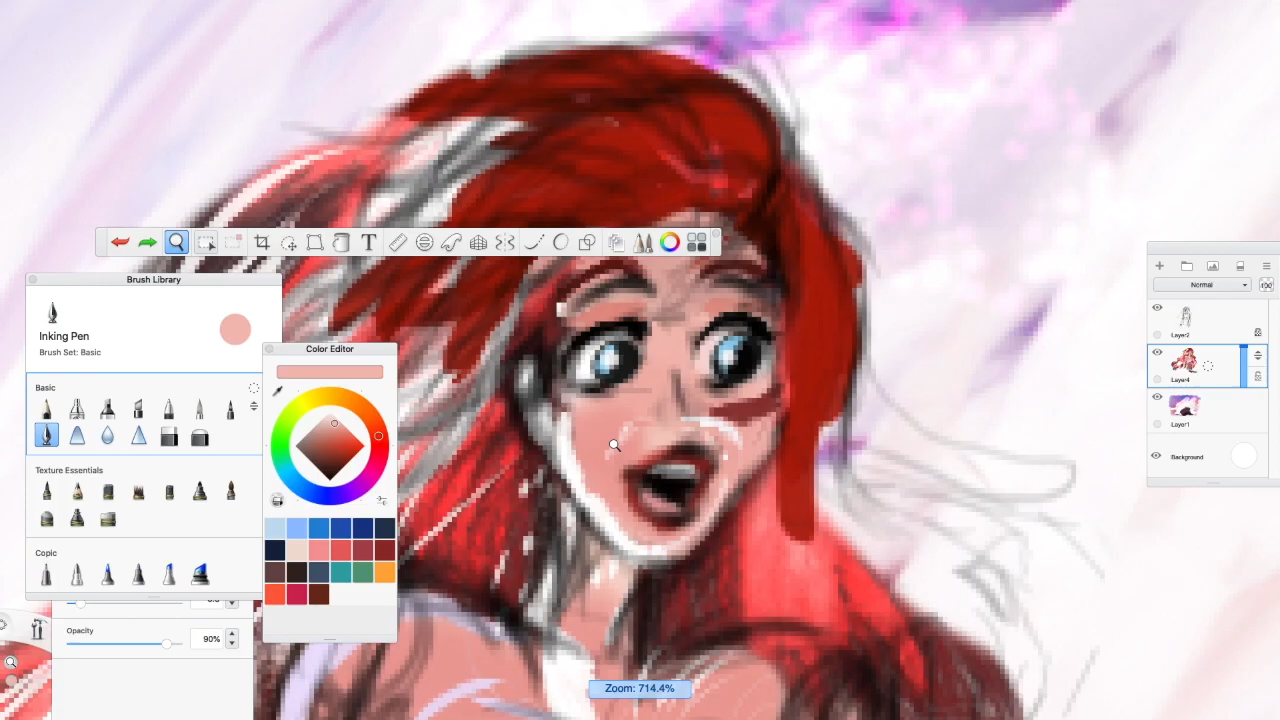 T
Brush Library
Inking Pen
Brush Set: Basic
Basic
Texture Essentials
Copic
Opacity
90%
Color Editor
Zoom: 714.4%
Normal
100
Layer2
Layer4
Layer1
Background